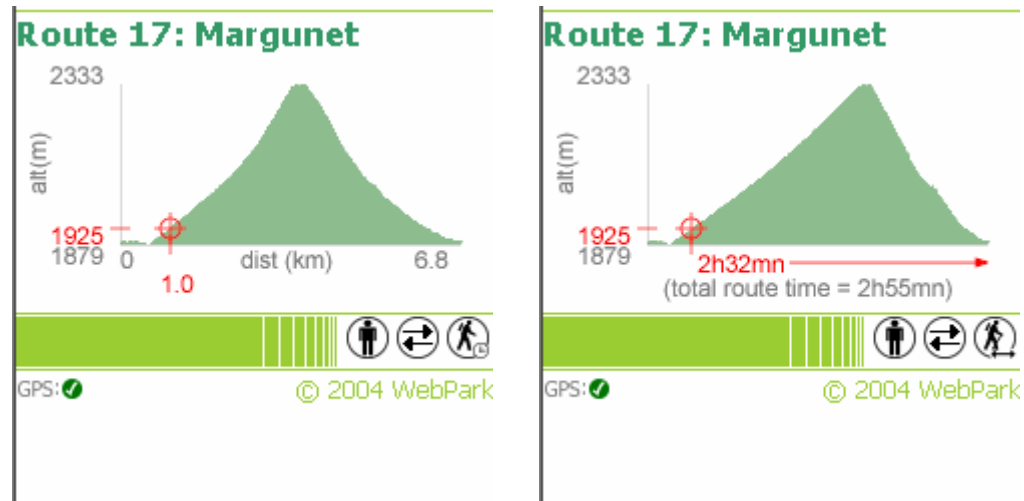 Route 17: Margunet
2333
alt(m)
1925
1879
0
dist (km)
6.8
1.0
GPS:
© 2004 WebPark
Route 17: Margunet
2333
alt(m)
1925
1879
2h32mn
(total route time = 2h55mn)
GPS:
© 2004 WebPark